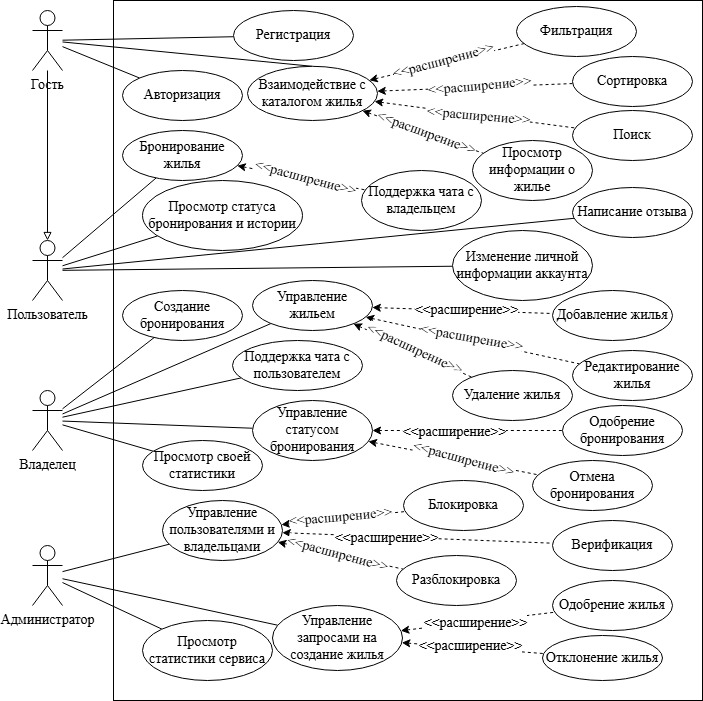 Гость
Регистрация
Авторизация
Взаимодействие с
каталогом жилья
<<расширение>>
Фильтрация
<<расширение>>
Сортировка
<<расширение>>
Поиск
<<расширение>>
Просмотр
информации о
жилье
Пользователь
Бронирование
жилья
<<расширение>>
Поддержка чата с
владельцем
Просмотр статуса
бронирования и истории
Написание отзыва
Изменение личной
информации аккаунта
Владелец
Создание
бронирования
Управление
жильем
<<расширение>>
Добавление жилья
<<расширение>>
Редактирование
жилья
<<расширение>>
Удаление жилья
Поддержка чата с
пользователем
Управление
статусом
бронирования
<<расширение>>
Одобрение
бронирования
<<расширение>>
Отмена
бронирования
Просмотр своей
статистики
Администратор
Управление
пользователями и
владельцами
<<расширение>>
Блокировка
<<расширение>>
Верификация
<<расширение>>
Разблокировка
Управление
запросами на
создание жилья
<<расширение>>
Одобрение жилья
<<расширение>>
Отклонение жилья
Просмотр
статистики сервиса